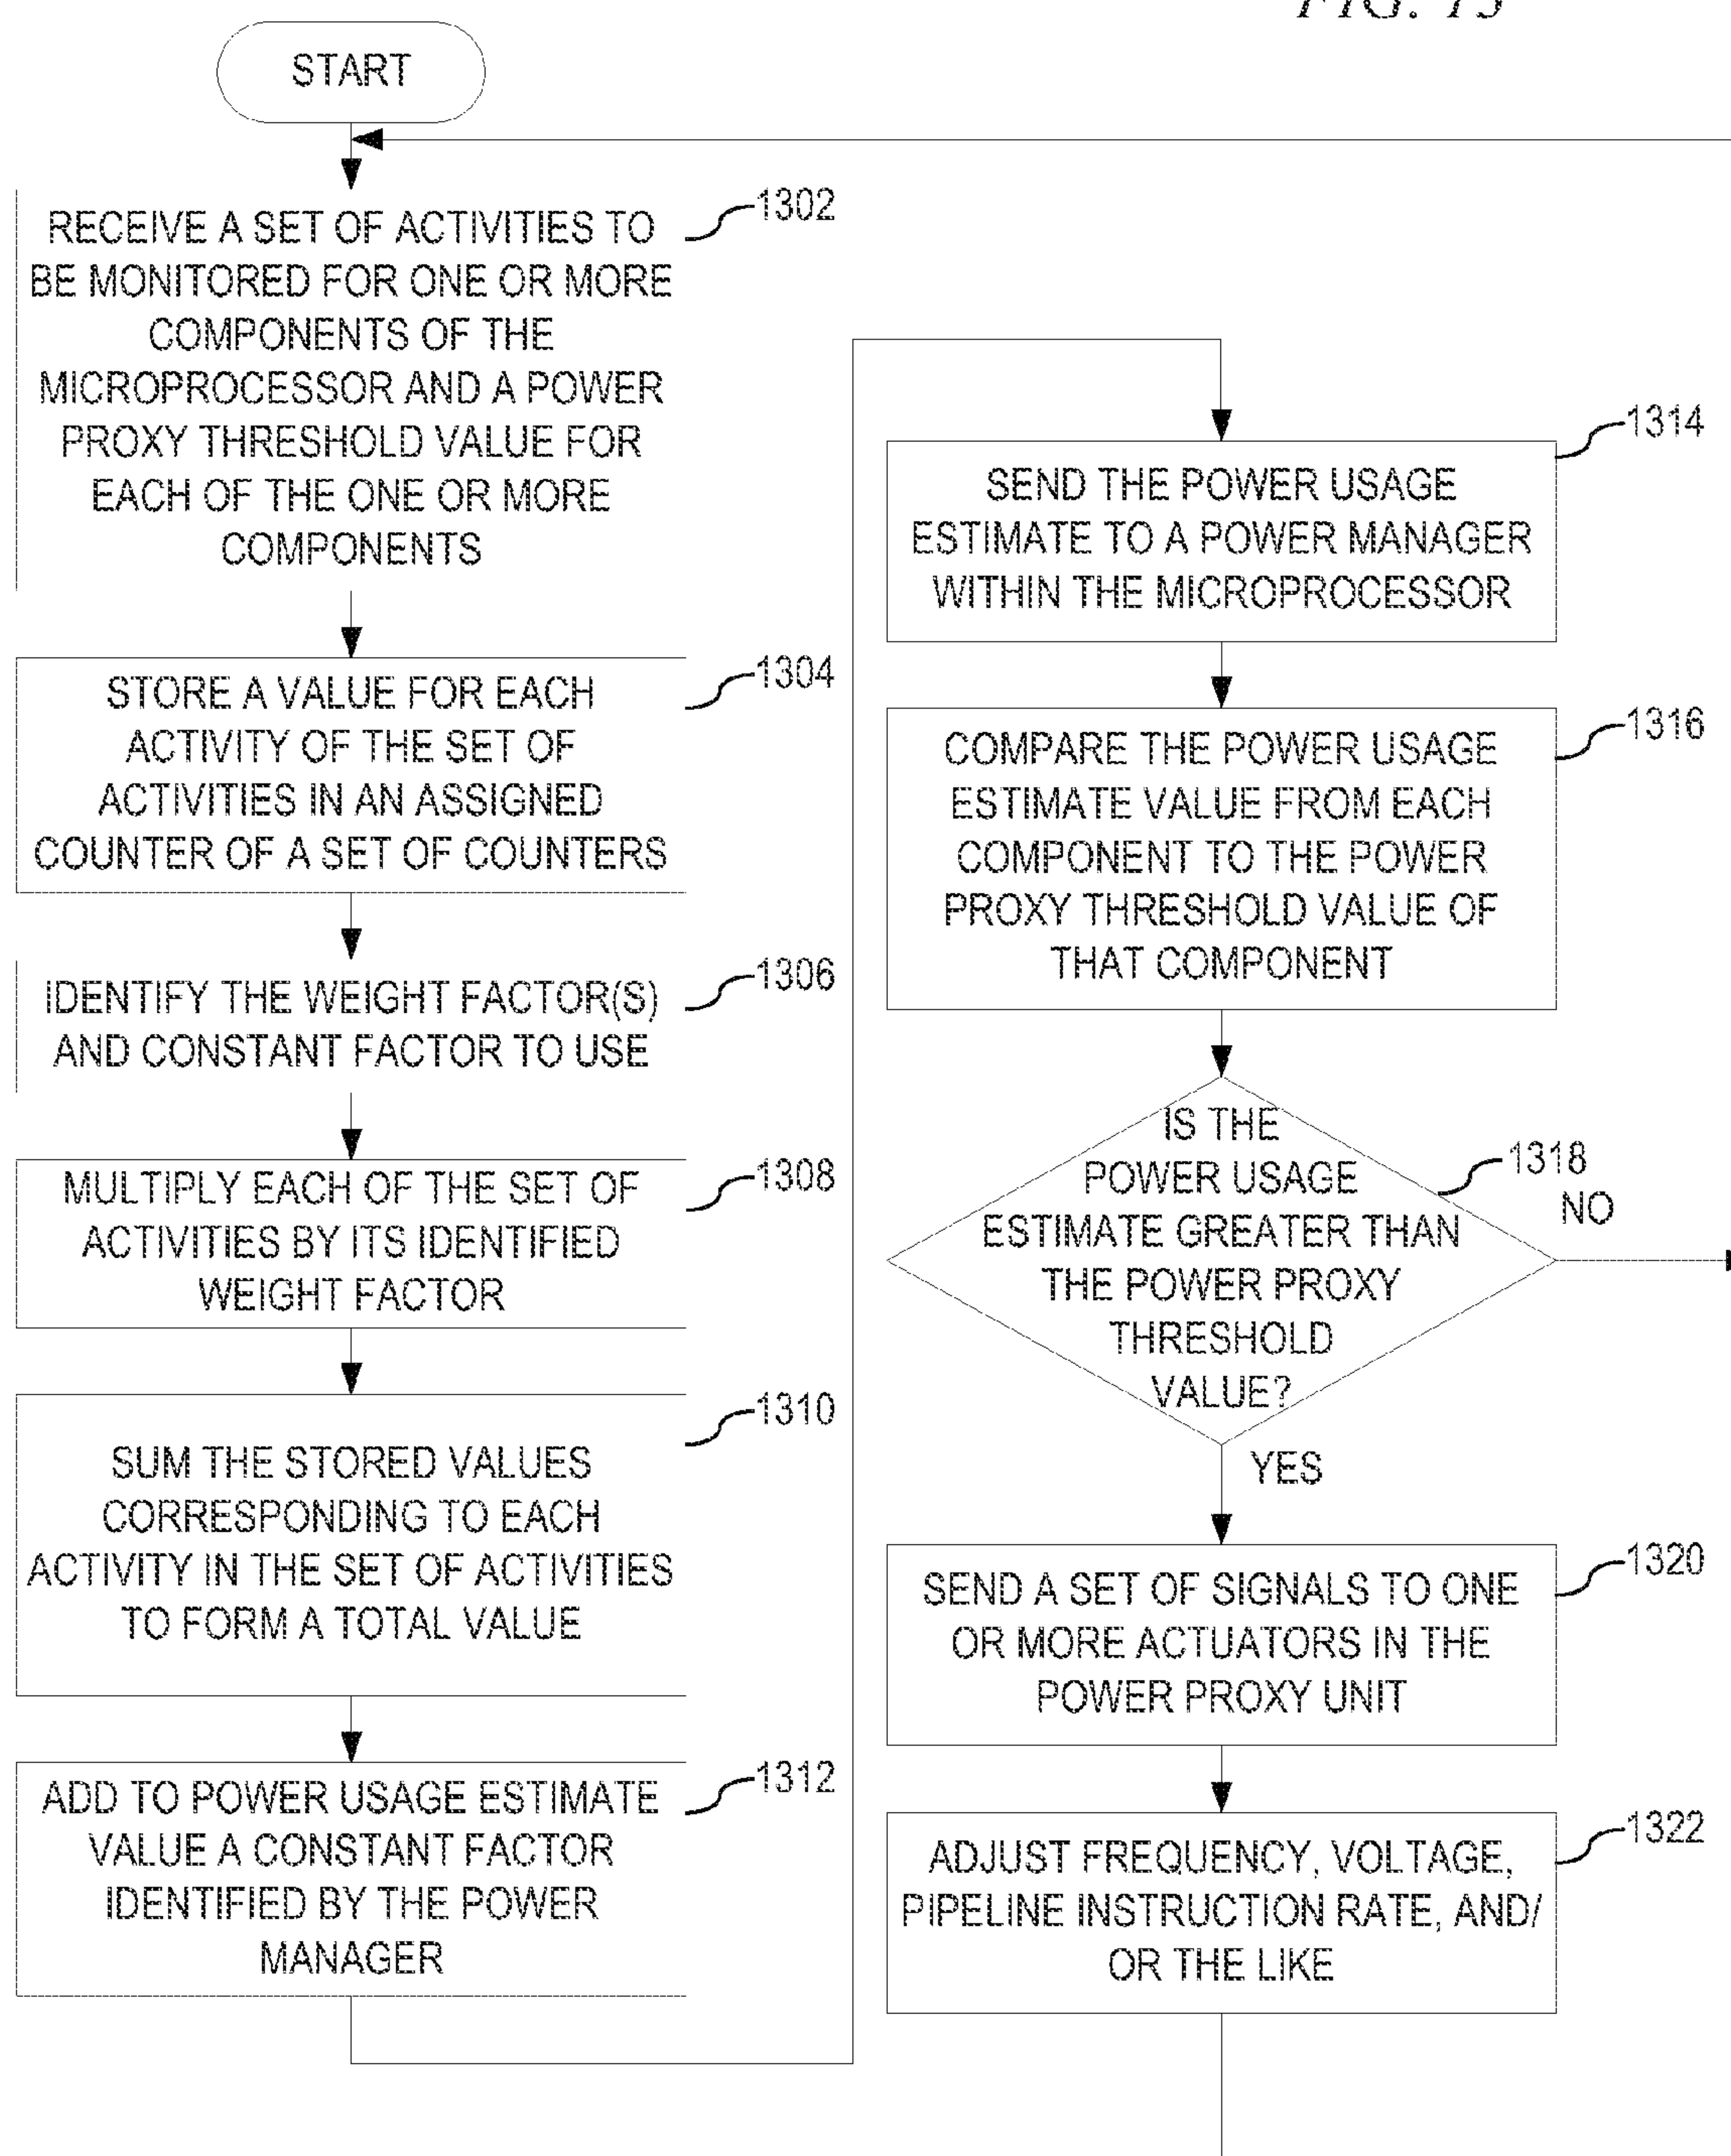 FIG. 13
START
1302
RECEIVE A SET OF ACTIVITIES TO
BE MONITORED FOR ONE OR MORE
COMPONENTS OF THE
MICROPROCESSOR AND A POWER
PROXY THRESHOLD VALUE FOR
EACH OF THE ONE OR MORE
COMPONENTS
1304
STORE A VALUE FOR EACH
ACTIVITY OF THE SET OF
ACTIVITIES IN AN ASSIGNED
COUNTER OF A SET OF COUNTERS
1306
IDENTIFY THE WEIGHT FACTOR(S)
AND CONSTANT FACTOR TO USE
1308
MULTIPLY EACH OF THE SET OF
ACTIVITIES BY ITS IDENTIFIED
WEIGHT FACTOR
1310
SUM THE STORED VALUES
CORRESPONDING TO EACH
ACTIVITY IN THE SET OF ACTIVITIES
TO FORM A TOTAL VALUE
1312
ADD TO POWER USAGE ESTIMATE
VALUE A CONSTANT FACTOR
IDENTIFIED BY THE POWER
MANAGER
1314
SEND THE POWER USAGE
ESTIMATE TO A POWER MANAGER
WITHIN THE MICROPROCESSOR
1316
COMPARE THE POWER USAGE
ESTIMATE VALUE FROM EACH
COMPONENT TO THE POWER
PROXY THRESHOLD VALUE OF
THAT COMPONENT
1318
IS THE
POWER USAGE
ESTIMATE GREATER THAN
THE POWER PROXY
THRESHOLD
VALUE?
NO
YES
1320
SEND A SET OF SIGNALS TO ONE
OR MORE ACTUATORS IN THE
POWER PROXY UNIT
1322
ADJUST FREQUENCY, VOLTAGE,
PIPELINE INSTRUCTION RATE, AND/
OR THE LIKE